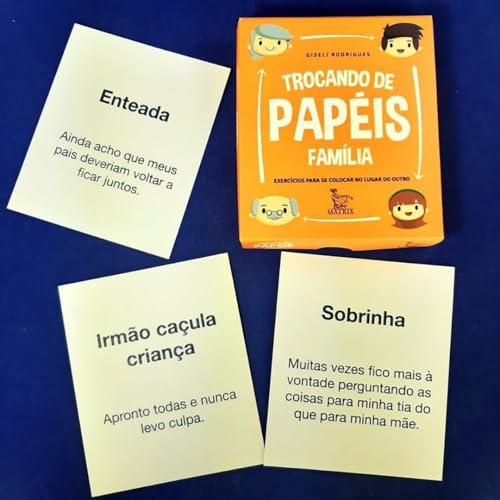 Enteada
Ainda acho que meus
pais deveriam voltar a
ficar juntos.
GISELI RODRIGUES
TROCANDO DE
PAPÉIS
FAMÍLIA
EXERCÍCIOS PARA SE COLOCAR NO LUGAR DO OUTRO
MATRIX
PAPÉIS
Irmão caçula
criança
Apronto todas e nunca
levo culpa.
Sobrinha
Muitas vezes fico mais à
vontade perguntando as
coisas para minha tia do
que para minha mãe.